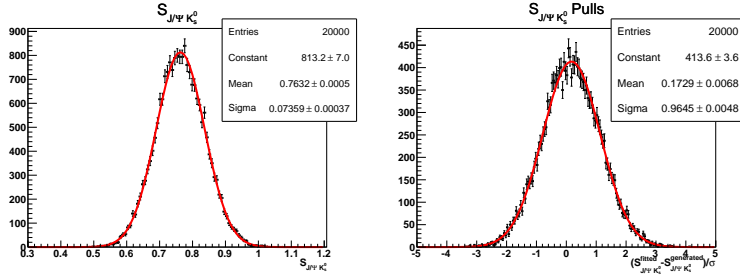 S_{J/Ψ K_s^0}
Entries 20000
Constant 813.2 ± 7.0
Mean 0.7632 ± 0.0005
Sigma 0.07359 ± 0.00037
900
800
700
600
500
400
300
200
100
0
0.3 0.4 0.5 0.6 0.7 0.8 0.9 1 1.1 1.2
S_{J/Ψ K_s^0}
S_{J/Ψ K_s^0} Pulls
Entries 20000
Constant 413.6 ± 3.6
Mean 0.1729 ± 0.0068
Sigma 0.9645 ± 0.0048
450
400
350
300
250
200
150
100
50
0
-5 -4 -3 -2 -1 0 1 2 3 4 5
(S_{J/Ψ K_s^0}^{fitted}-S_{J/Ψ K_s^0}^{generated})/σ